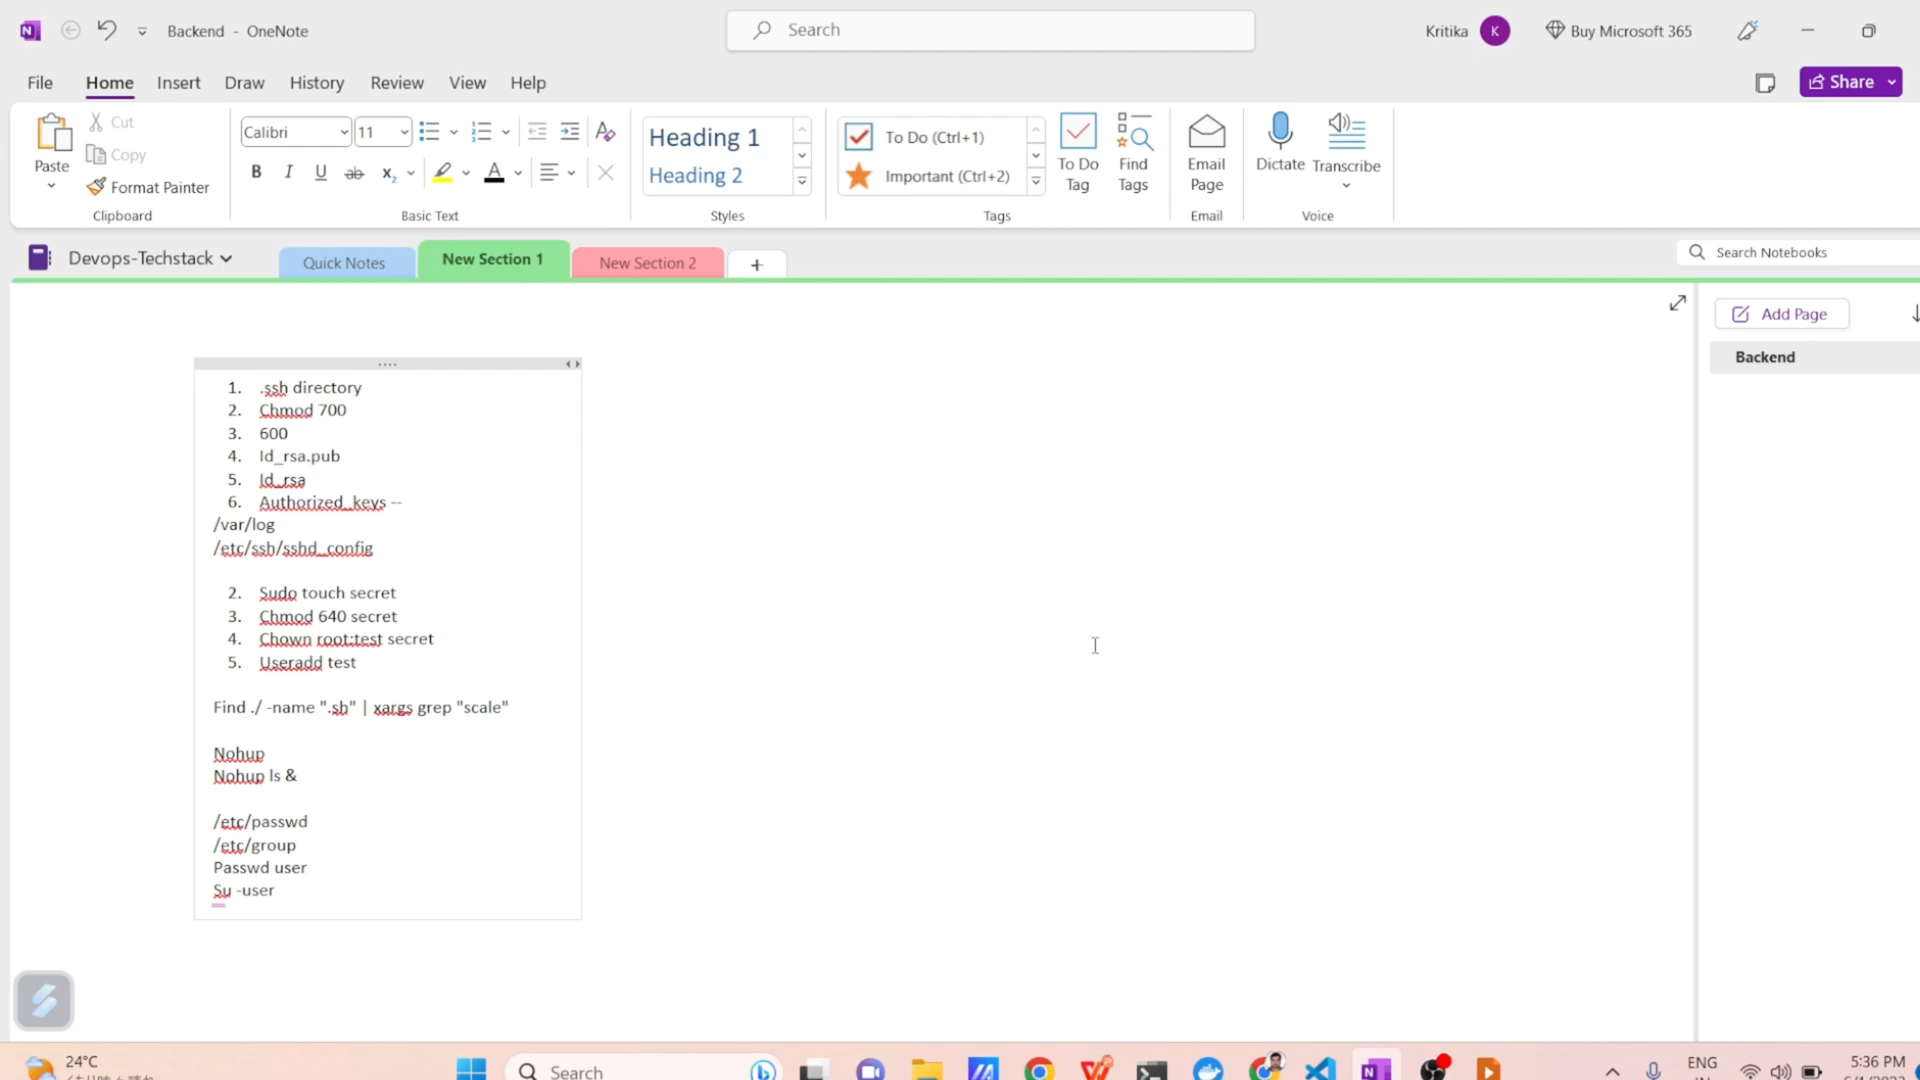 Backend - OneNote
Search
Kritika
K
Buy Microsoft 365
File
Home
Insert
Draw
History
Review
View
Help
Share
Paste
Cut
Copy
Format Painter
Clipboard
Calibri
11
Basic Text
Heading 1
Heading 2
Styles
To Do (Ctrl+1)
Important (Ctrl+2)
To Do Tag
Find Tags
Tags
Email Page
Email
Dictate
Transcribe
Voice
Devops-Techstack
Quick Notes
New Section 1
New Section 2
+
Search Notebooks
Add Page
Backend
1. .ssh directory
2. Chmod 700
3. 600
4. Id_rsa.pub
5. Id_rsa
6. Authorized_keys --
/var/log
/etc/ssh/sshd_config
2. Sudo touch secret
3. Chmod 640 secret
4. Chown root:test secret
5. Useradd test
Find ./ -name ".sh" | xargs grep "scale"
Nohup
Nohup ls &
/etc/passwd
/etc/group
Passwd user
Su -user
24°C
Search
ENG
5:36 PM